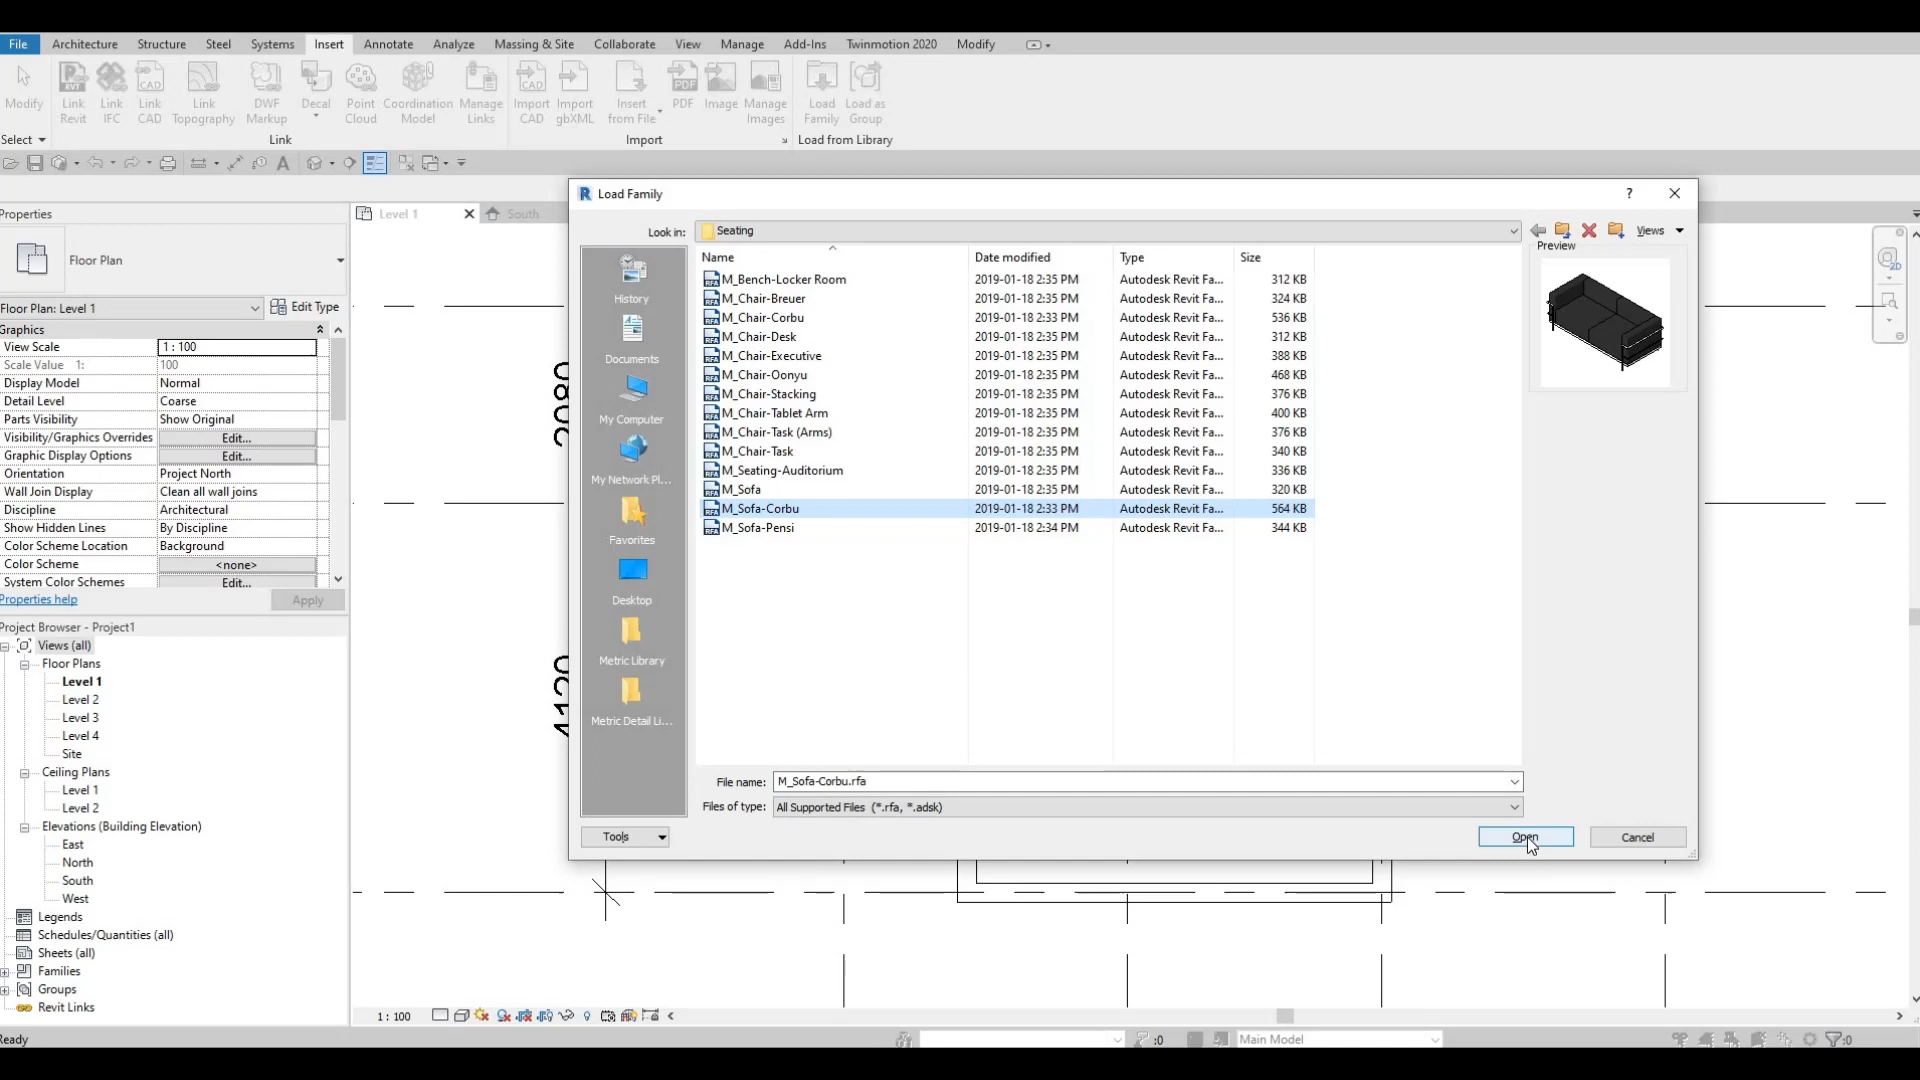 File Architecture Structure Steel Systems Insert Annotate Analyze Massing & Site Collaborate View Manage Add-Ins Twinmotion 2020 Modify
Modify
Link Revit
Link IFC
Link CAD
Link Topography
DWF Markup
Decal
Point Cloud
Coordination Model
Manage Links
Import CAD
Import gbXML
Insert from File
PDF
Image
Manage Images
Load Family
Load as Group
Select Link Import Load from Library
Properties
Level 1 South
Floor Plan
Floor Plan: Level 1 Edit Type
Graphics
View Scale 1 : 100
Scale Value 1: 100
Display Model Normal
Detail Level Coarse
Parts Visibility Show Original
Visibility/Graphics Overrides Edit...
Graphic Display Options Edit...
Orientation Project North
Wall Join Display Clean all wall joins
Discipline Architectural
Show Hidden Lines By Discipline
Color Scheme Location Background
Color Scheme <none>
System Color Schemes Edit...
Properties help Apply
Project Browser - Project1
Views (all)
Floor Plans
Level 1
Level 2
Level 3
Level 4
Site
Ceiling Plans
Level 1
Level 2
Elevations (Building Elevation)
East
North
South
West
Legends
Schedules/Quantities (all)
Sheets (all)
Families
Groups
Revit Links
2080
4120
Load Family ?
Look in: Seating Views
Preview
History
Documents
My Computer
My Network Pl...
Favorites
Desktop
Metric Library
Metric Detail Li...
Name Date modified Type Size
M_Bench-Locker Room 2019-01-18 2:35 PM Autodesk Revit Fa... 312 KB
M_Chair-Breuer 2019-01-18 2:35 PM Autodesk Revit Fa... 324 KB
M_Chair-Corbu 2019-01-18 2:33 PM Autodesk Revit Fa... 536 KB
M_Chair-Desk 2019-01-18 2:35 PM Autodesk Revit Fa... 312 KB
M_Chair-Executive 2019-01-18 2:35 PM Autodesk Revit Fa... 388 KB
M_Chair-Oonyu 2019-01-18 2:35 PM Autodesk Revit Fa... 468 KB
M_Chair-Stacking 2019-01-18 2:35 PM Autodesk Revit Fa... 376 KB
M_Chair-Tablet Arm 2019-01-18 2:35 PM Autodesk Revit Fa... 400 KB
M_Chair-Task (Arms) 2019-01-18 2:35 PM Autodesk Revit Fa... 376 KB
M_Chair-Task 2019-01-18 2:35 PM Autodesk Revit Fa... 340 KB
M_Seating-Auditorium 2019-01-18 2:35 PM Autodesk Revit Fa... 336 KB
M_Sofa 2019-01-18 2:35 PM Autodesk Revit Fa... 320 KB
M_Sofa-Corbu 2019-01-18 2:33 PM Autodesk Revit Fa... 564 KB
M_Sofa-Pensi 2019-01-18 2:34 PM Autodesk Revit Fa... 344 KB
File name: M_Sofa-Corbu.rfa
Files of type: All Supported Files (*.rfa, *.adsk)
Tools Open Cancel
1 : 100
Ready :0 Main Model :0